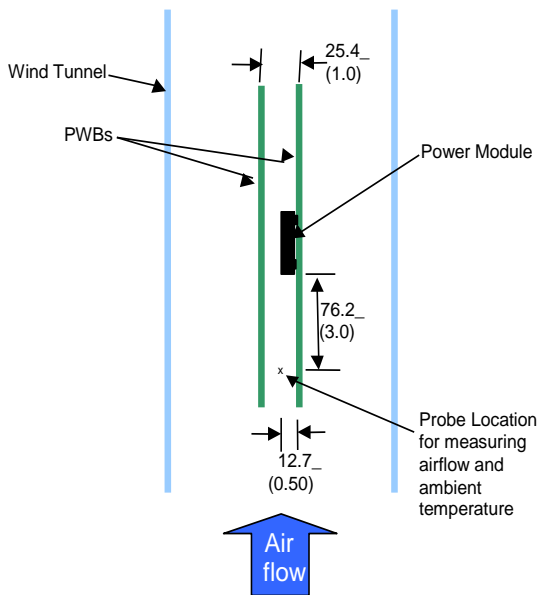 25.4_
(1.0)
Wind Tunnel
PWBs
Power Module
76.2_
(3.0)
x
Probe Location
for measuring
airflow and
ambient
temperature
12.7_
(0.50)
Air
flow